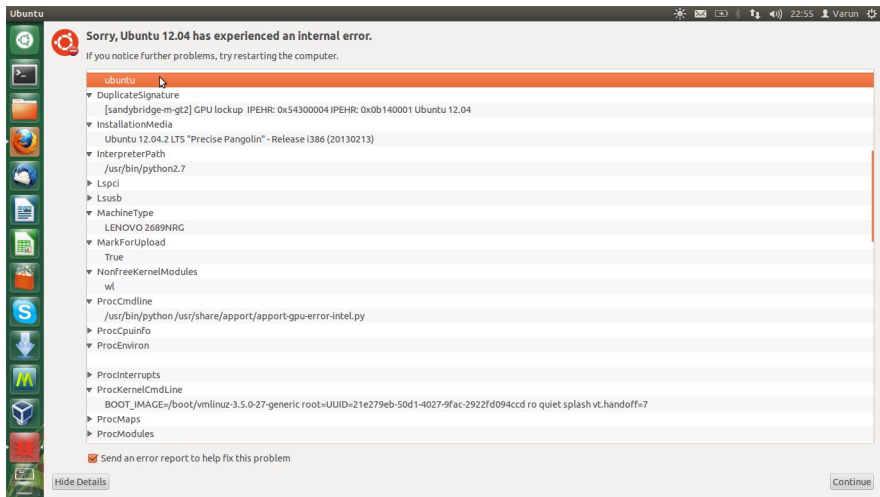 Ubuntu 22:55 Varun
Sorry, Ubuntu 12.04 has experienced an internal error.
If you notice further problems, try restarting the computer.
ubuntu
DuplicateSignature
[sandybridge-m-gt2] GPU lockup IPEHR: 0x54300004 IPEHR: 0x0b140001 Ubuntu 12.04
InstallationMedia
Ubuntu 12.04.2 LTS "Precise Pangolin" - Release i386 (20130213)
InterpreterPath
/usr/bin/python2.7
Lspci
Lsusb
MachineType
LENOVO 2689NRG
MarkForUpload
True
NonfreeKernelModules
wl
ProcCmdline
/usr/bin/python /usr/share/apport/apport-gpu-error-intel.py
ProcCpuinfo
ProcEnviron
ProcInterrupts
ProcKernelCmdLine
BOOT_IMAGE=/boot/vmlinuz-3.5.0-27-generic root=UUID=21e279eb-50d1-4027-9fac-2922fd094ccd ro quiet splash vt.handoff=7
ProcMaps
ProcModules
Send an error report to help fix this problem
Hide Details Continue